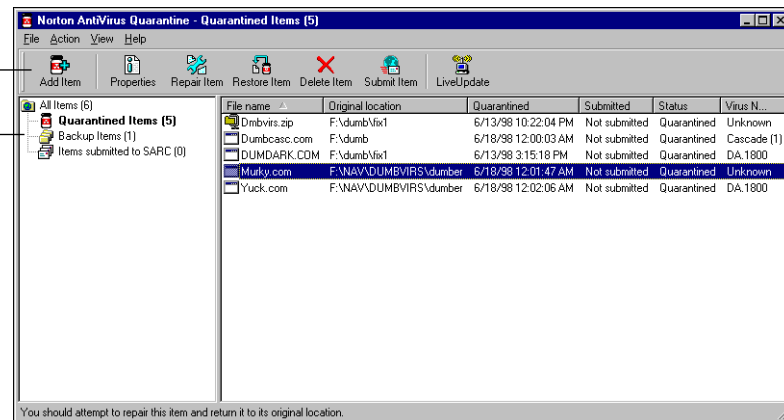 Norton AntiVirus Quarantine - Quarantined Items (5)
File Action View Help
Add Item Properties Repair Item Restore Item Delete Item Submit Item LiveUpdate
All Items (6)
Quarantined Items (5)
Backup Items (1)
Items submitted to SARC (0)
File name Original location Quarantined Submitted Status Virus N...
Dmbvirs.zip F:\dumb\fix1 6/13/98 10:22:04 PM Not submitted Quarantined Unknown
Dumbcasc.com F:\dumb 6/18/98 12:00:03 AM Not submitted Quarantined Cascade (1)
DUMDARK.COM F:\dumb\fix1 6/13/98 3:15:18 PM Not submitted Quarantined DA.1800
Murky.com F:\NAV\DUMBVIRS\dumber 6/18/98 12:01:47 AM Not submitted Quarantined Unknown
Yuck.com F:\NAV\DUMBVIRS\dumber 6/18/98 12:02:06 AM Not submitted Quarantined DA.1800
You should attempt to repair this item and return it to its original location.